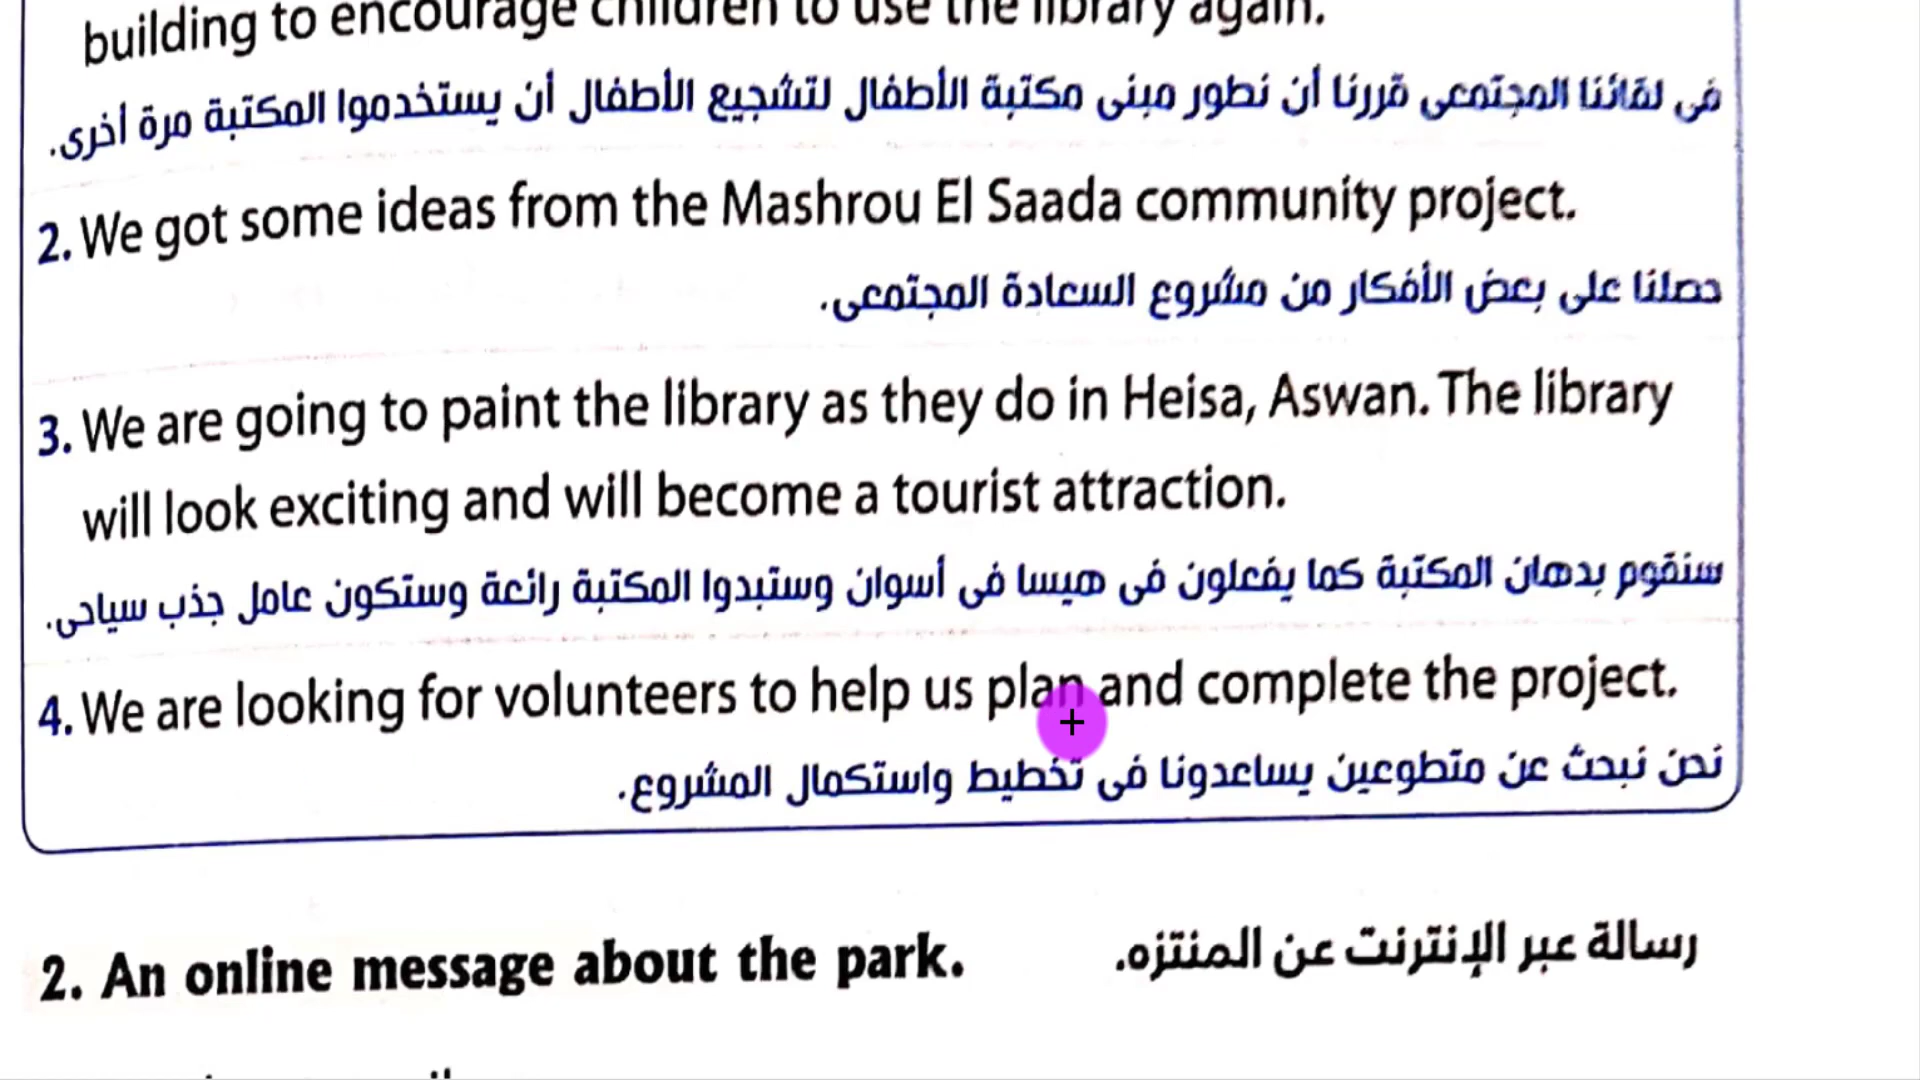 building to encourage children to use the library again.
فى لقائنا المجتمعى قررنا أن نطور مبنى مكتبة الأطفال لتشجيع الأطفال أن يستخدموا المكتبة مرة أخرى.
2. We got some ideas from the Mashrou El Saada community project.
حصلنا على بعض الأفكار من مشروع السعادة المجتمعى.
3. We are going to paint the library as they do in Heisa, Aswan. The library
will look exciting and will become a tourist attraction.
سنقوم بدهان المكتبة كما يفعلون فى هيسا فى أسوان وستبدوا المكتبة رائعة وستكون عامل جذب سياحى.
4. We are looking for volunteers to help us plan and complete the project.
نحن نبحث عن متطوعين يساعدونا فى تخطيط واستكمال المشروع.
2. An online message about the park. رسالة عبر الإنترنت عن المنتزه.